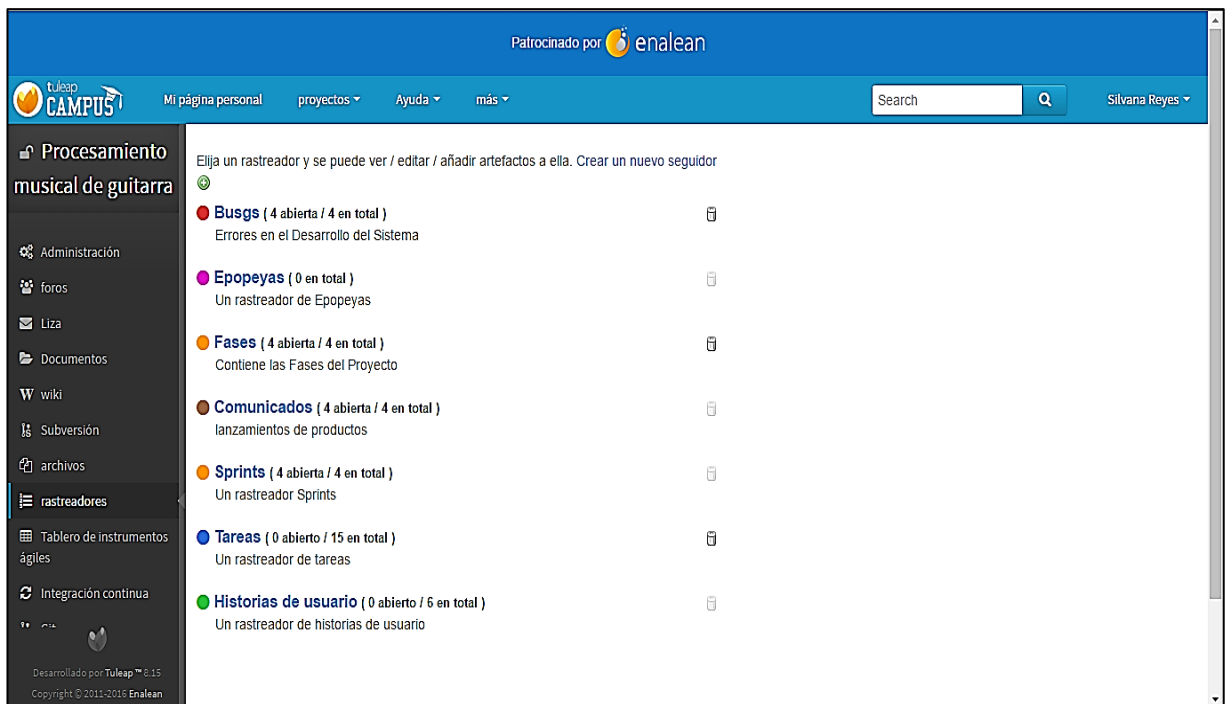 Patrocinado por enalean
tuleap CAMPUS
Mi página personal proyectos Ayuda más Search Silvana Reyes
Procesamiento
musical de guitarra
Administración
foros
Liza
Documentos
wiki
Subversión
archivos
rastreadores
Tablero de instrumentos
ágiles
Integración continua
Desarrollado por Tuleap™ 8.15
Copyright © 2011-2016 Enalean
Elija un rastreador y se puede ver / editar / añadir artefactos a ella. Crear un nuevo seguidor
Busgs ( 4 abierta / 4 en total )
Errores en el Desarrollo del Sistema
Epopeyas ( 0 en total )
Un rastreador de Epopeyas
Fases ( 4 abierta / 4 en total )
Contiene las Fases del Proyecto
Comunicados ( 4 abierta / 4 en total )
lanzamientos de productos
Sprints ( 4 abierta / 4 en total )
Un rastreador Sprints
Tareas ( 0 abierto / 15 en total )
Un rastreador de tareas
Historias de usuario ( 0 abierto / 6 en total )
Un rastreador de historias de usuario